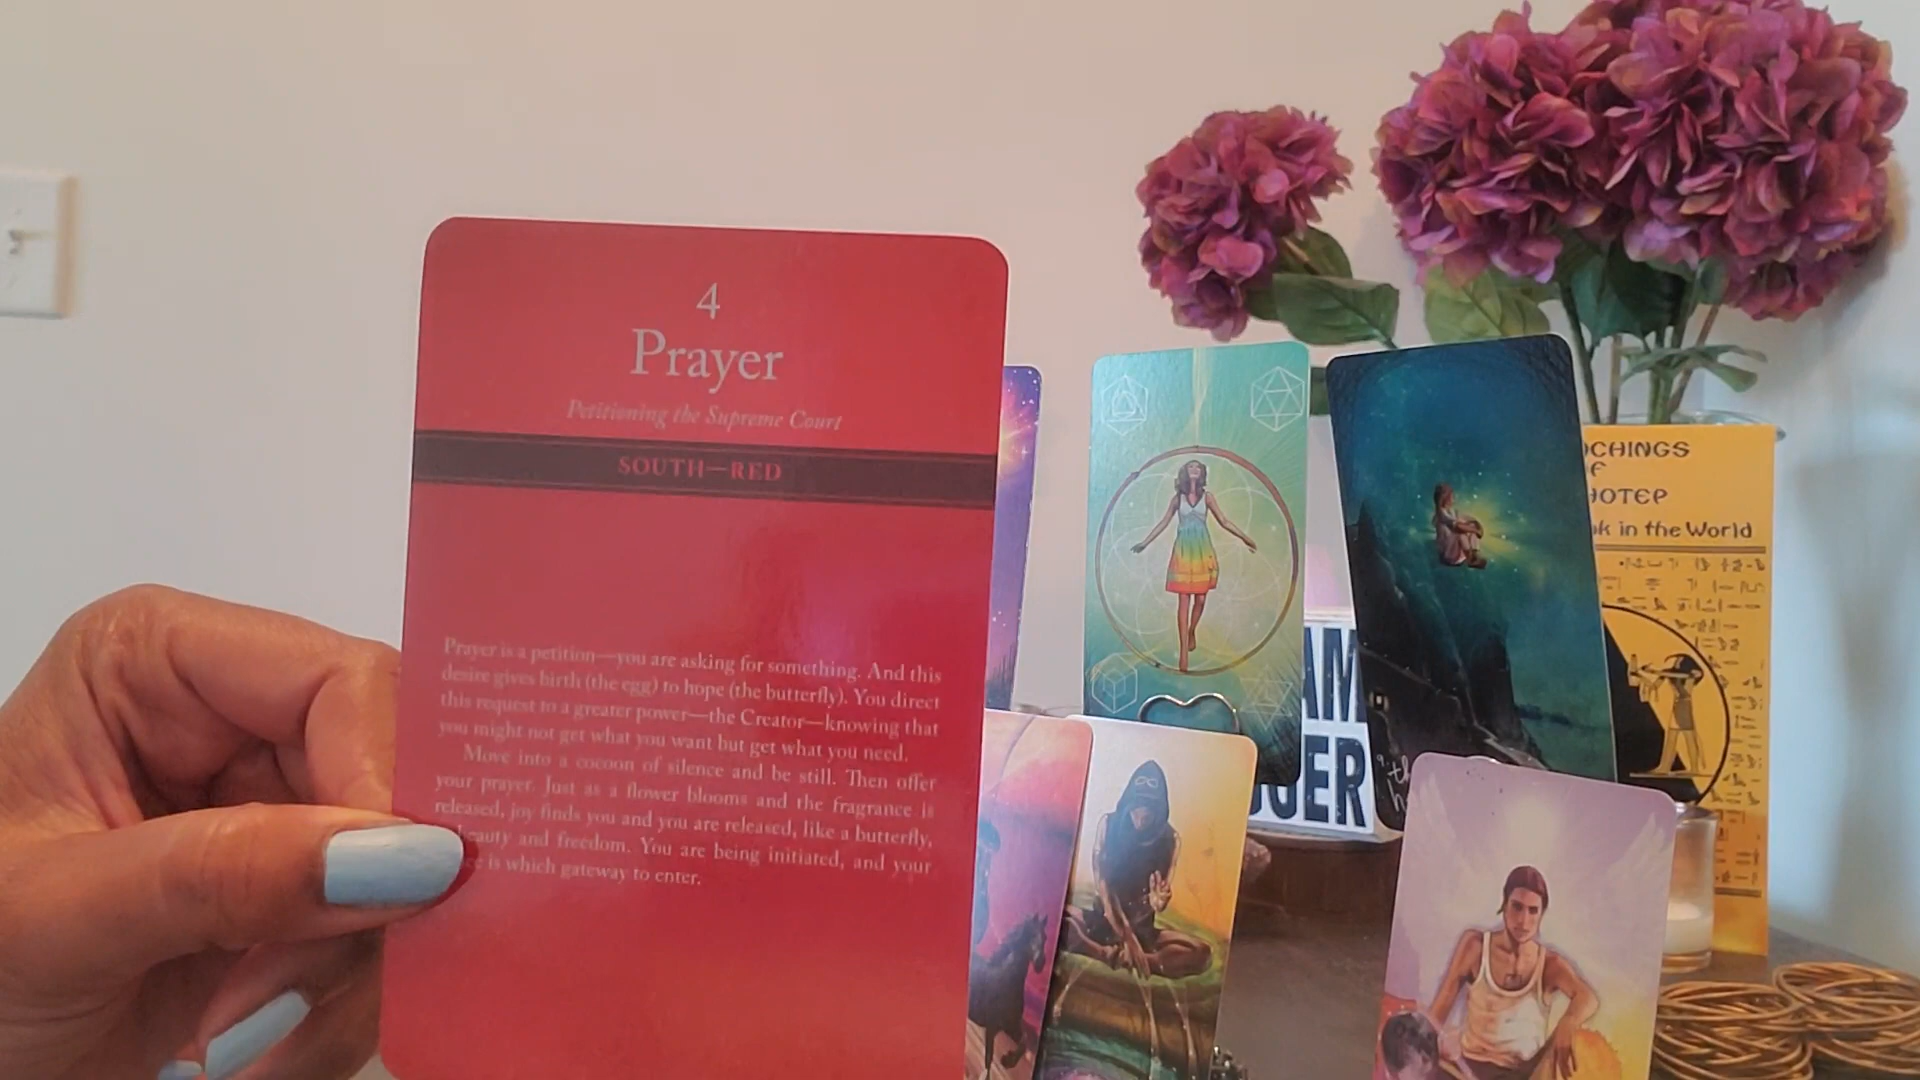 4
Prayer
Petitioning the Supreme Court
SOUTH—RED
Prayer is a petition—you are asking for something. And this
desire gives birth (the egg) to hope (the butterfly). You direct
this request to a greater power—the Creator—knowing that
you might not get what you want but get what you need.
Move into a cocoon of silence and be still. Then offer
your prayer. Just as a flower blooms and the fragrance is
released, joy finds you and you are released, like a butterfly,
beauty and freedom. You are being initiated, and your
is which gateway to enter.
AM
in the World